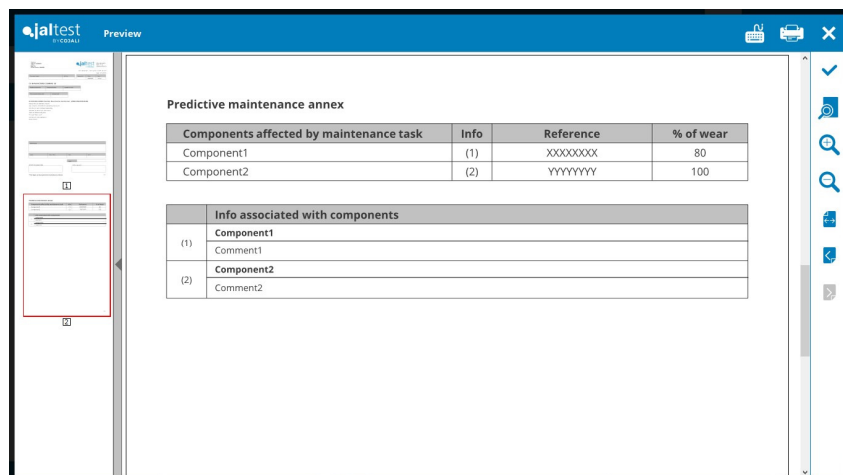 jaltest
BY COJALI
Preview
Predictive maintenance annex
Components affected by maintenance task Info Reference % of wear
Component1 (1) XXXXXXXX 80
Component2 (2) YYYYYYYY 100
Info associated with components
(1) Component1
Comment1
(2) Component2
Comment2
1
2